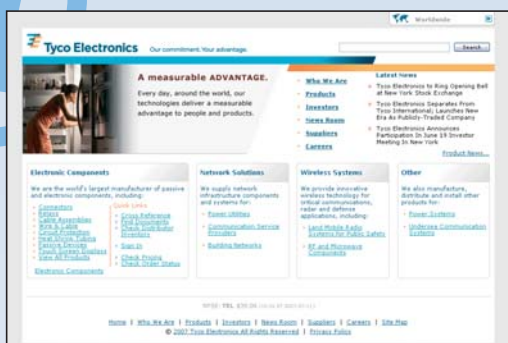 Worldwide
Tyco Electronics
Our commitment. Your advantage.
Search
A measurable ADVANTAGE.
Every day, around the world, our
technologies deliver a measurable
advantage to people and products.
Who We Are
Products
Investors
News Room
Suppliers
Careers
Latest News
Tyco Electronics to Ring Opening Bell
at New York Stock Exchange
Tyco Electronics Separates From
Tyco International; Launches New
Era As Publicly-Traded Company
Tyco Electronics Announces
Participation In June 19 Investor
Meeting In New York
Product News...
Electronic Components
We are the world's largest manufacturer of passive
and electronic components, including:
Connectors
Relays
Cable Assemblies
Wire & Cable
Circuit Protection
Heat Shrink Tubing
Passive Devices
Touch Screen Displays
View All Products
Quick Links
Cross Reference
Find Documents
Check Distributor
Inventory
Sign In
Check Pricing
Check Order Status
Electronic Components
Network Solutions
We supply network
infrastructure components
and systems for:
Power Utilities
Communication Service
Providers
Building Networks
Wireless Systems
We provide innovative
wireless technology for
critical communications,
radar and defense
applications, including:
Land Mobile Radio
Systems for Public Safety
RF and Microwave
Components
Other
We also manufacture,
distribute and install other
products for:
Power Systems
Undersea Communication
Systems
NYSE: TEL
Home | Who We Are | Products | Investors | News Room | Suppliers | Careers | Site Map
© 2007 Tyco Electronics All Rights Reserved | Privacy Policy